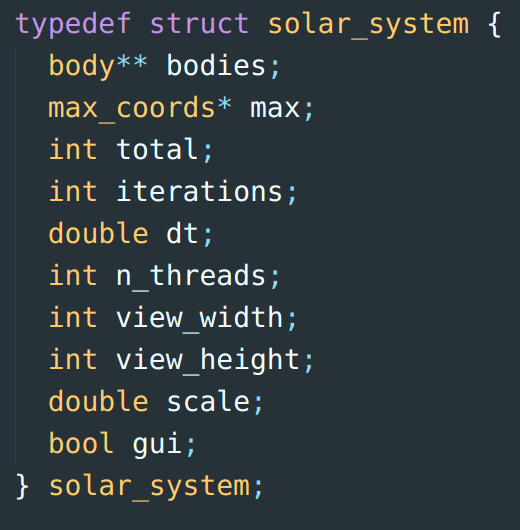 typedef struct solar_system {
  body** bodies;
  max_coords* max;
  int total;
  int iterations;
  double dt;
  int n_threads;
  int view_width;
  int view_height;
  double scale;
  bool gui;
} solar_system;